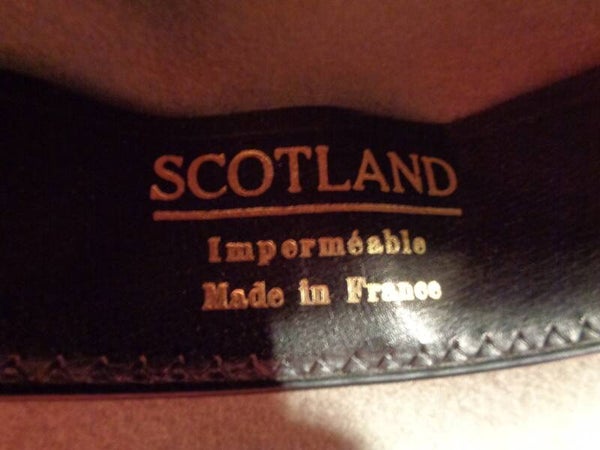 SCOTLAND
Imperméable
Made in France